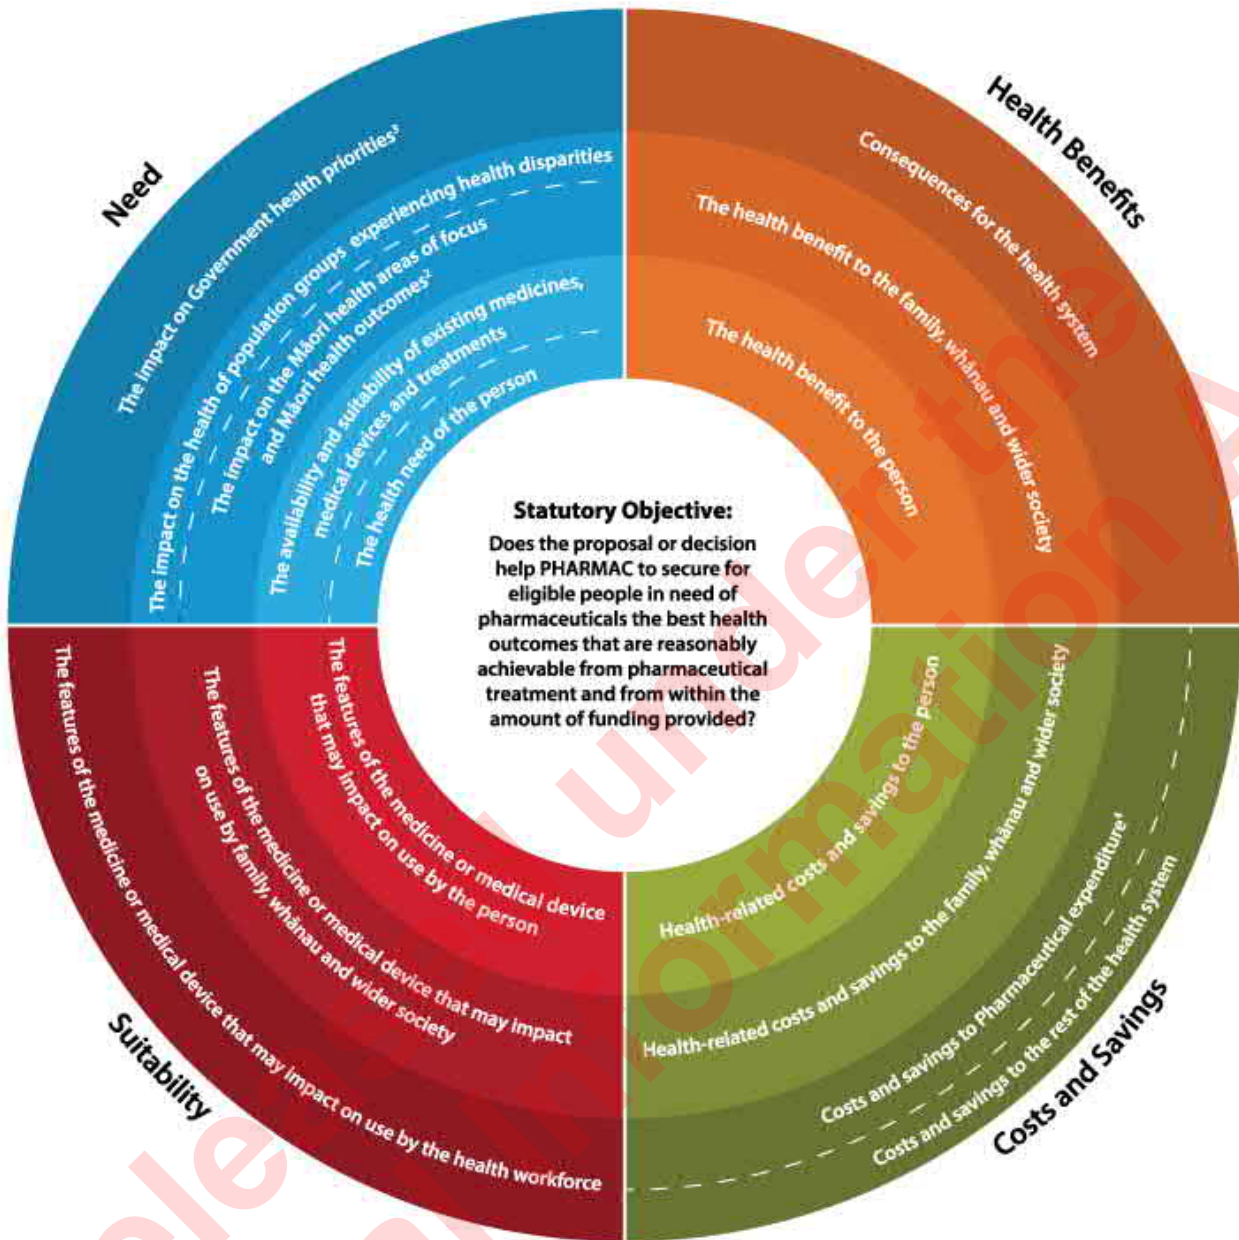 Need
The impact on Government health priorities³
The impact on the health of population groups experiencing health disparities
The impact on the Māori health areas of focus
and Māori health outcomes²
The availability and suitability of existing medicines,
medical devices and treatments
The health need of the person
Health Benefits
Consequences for the health system
The health benefit to the family, whānau and wider society
The health benefit to the person
Statutory Objective:
Does the proposal or decision
help PHARMAC to secure for
eligible people in need of
pharmaceuticals the best health
outcomes that are reasonably
achievable from pharmaceutical
treatment and from within the
amount of funding provided?
Suitability
The features of the medicine or medical device
that may impact on use by the person
The features of the medicine or medical device that may impact
on use by family, whānau and wider society
The features of the medicine or medical device that may impact on use by the health workforce
Costs and Savings
Health-related costs and savings to the person
Health-related costs and savings to the family, whānau and wider society
Costs and savings to Pharmaceutical expenditure⁴
Costs and savings to the rest of the health system
under the